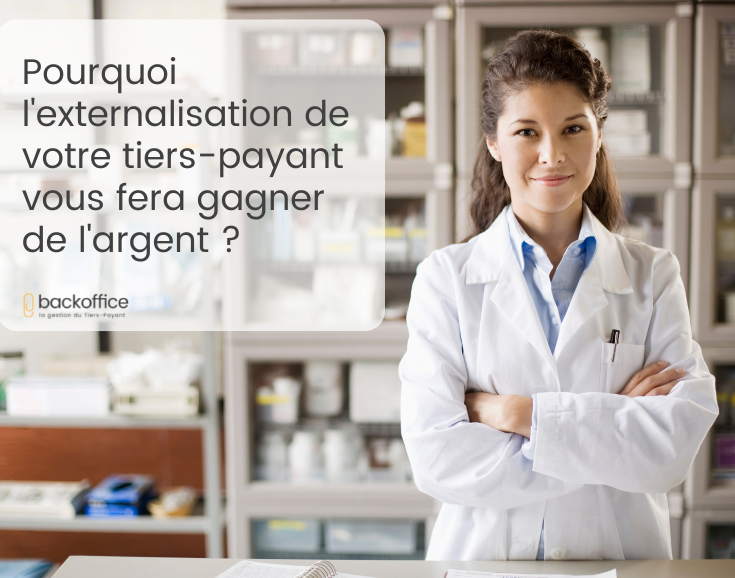 Pourquoi
l'externalisation de
votre tiers-payant
vous fera gagner
de l'argent ?
backoffice
la gestion du Tiers-Payant